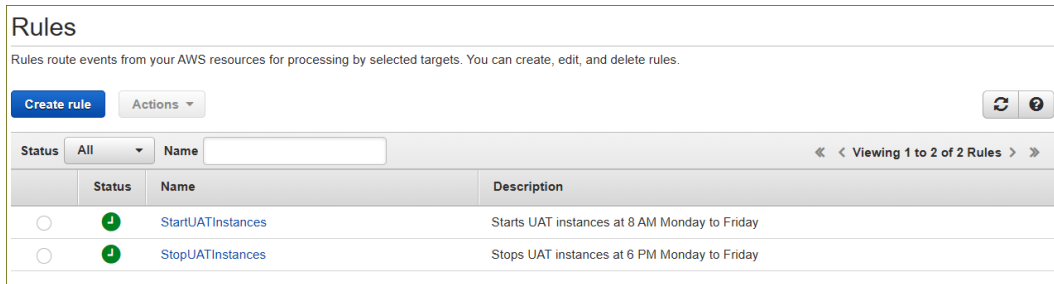 Rules
Rules route events from your AWS resources for processing by selected targets. You can create, edit, and delete rules.
Create rule Actions
Status All Name Viewing 1 to 2 of 2 Rules
Status Name Description
StartUATInstances Starts UAT instances at 8 AM Monday to Friday
StopUATInstances Stops UAT instances at 6 PM Monday to Friday